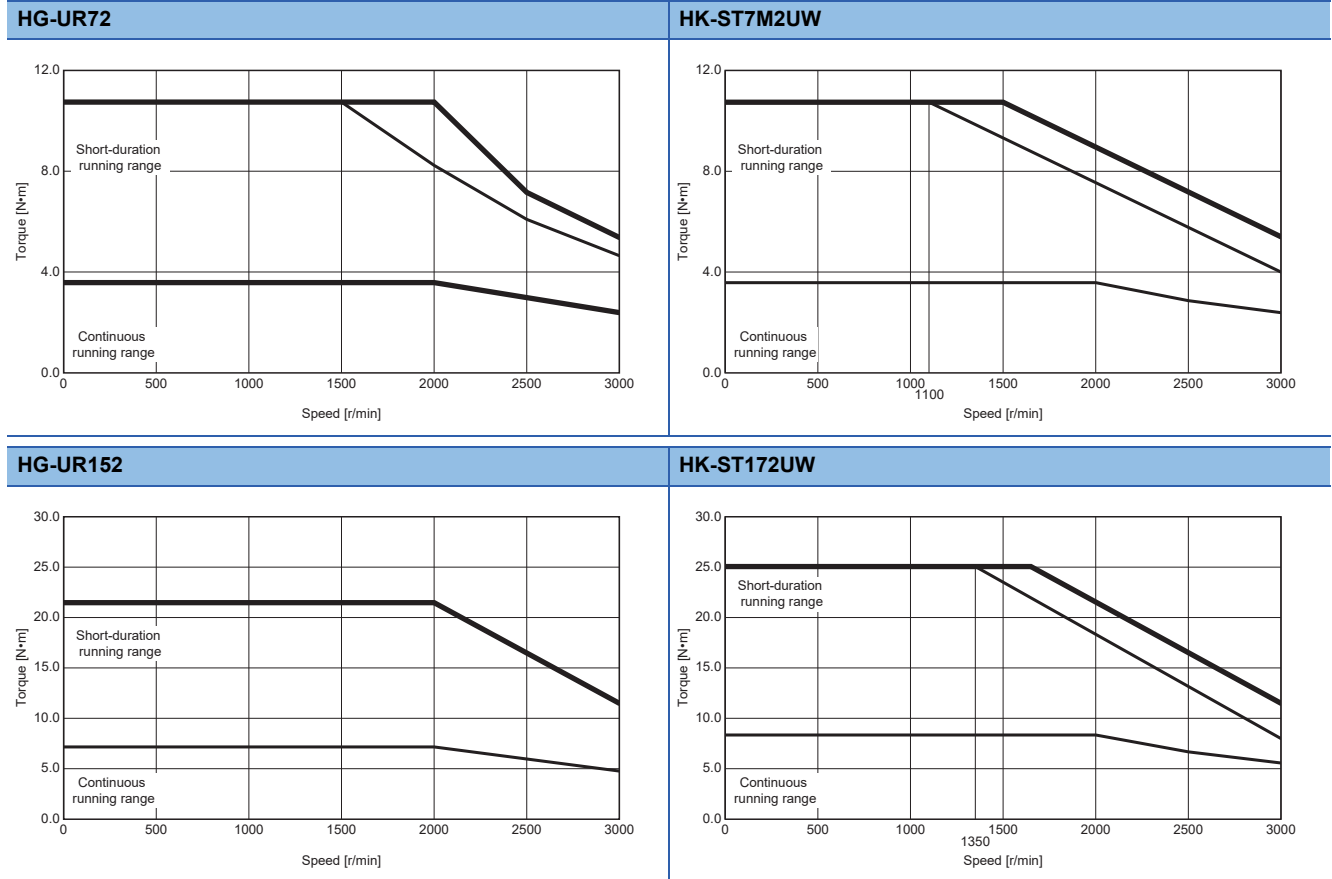 HG-UR72
HK-ST7M2UW
12.0
8.0
4.0
0.0
Torque [N•m]
Short-duration
running range
Continuous
running range
0 500 1000 1500 2000 2500 3000
Speed [r/min]
12.0
8.0
4.0
0.0
Torque [N•m]
Short-duration
running range
Continuous
running range
0 500 1000 1500 2000 2500 3000
1100
Speed [r/min]
HG-UR152
HK-ST172UW
30.0
25.0
20.0
15.0
10.0
5.0
0.0
Torque [N•m]
Short-duration
running range
Continuous
running range
0 500 1000 1500 2000 2500 3000
Speed [r/min]
30.0
25.0
20.0
15.0
10.0
5.0
0.0
Torque [N•m]
Short-duration
running range
Continuous
running range
0 500 1000 1500 2000 2500 3000
1350
Speed [r/min]